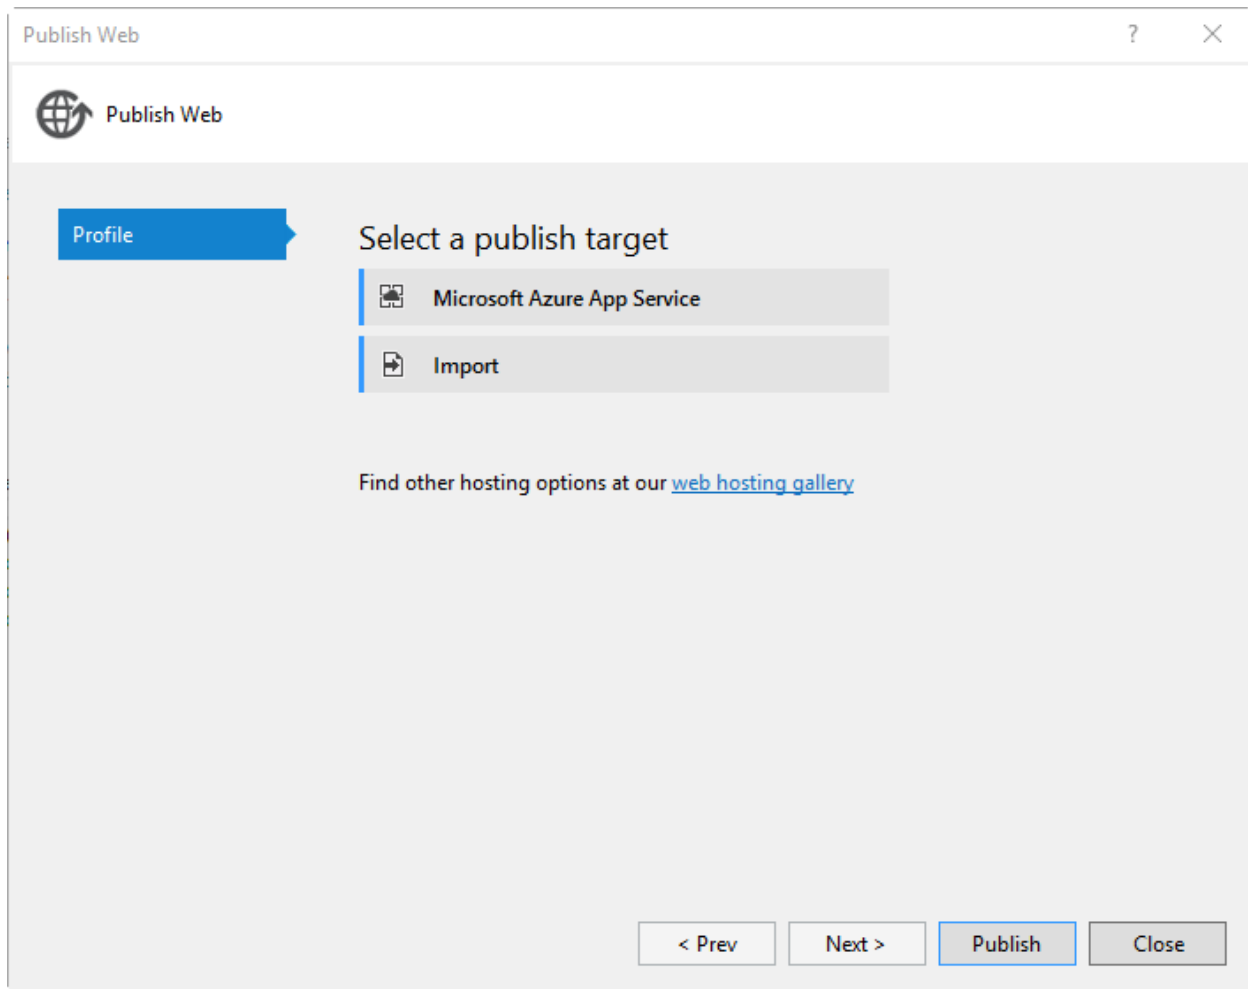 Publish Web
?
Publish Web
Profile
Select a publish target
Microsoft Azure App Service
Import
Find other hosting options at our web hosting gallery
< Prev
Next >
Publish
Close